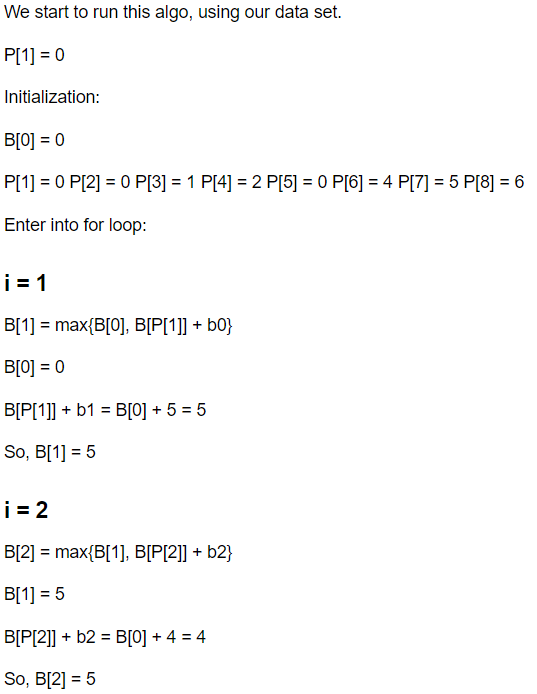 We start to run this algo, using our data set.
P[1] = 0
Initialization:
B[0] = 0
P[1] = 0 P[2] = 0 P[3] = 1 P[4] = 2 P[5] = 0 P[6] = 4 P[7] = 5 P[8] = 6
Enter into for loop:
i = 1
B[1] = max{B[0], B[P[1]] + b0}
B[0] = 0
B[P[1]] + b1 = B[0] + 5 = 5
So, B[1] = 5
i = 2
B[2] = max{B[1], B[P[2]] + b2}
B[1] = 5
B[P[2]] + b2 = B[0] + 4 = 4
So, B[2] = 5